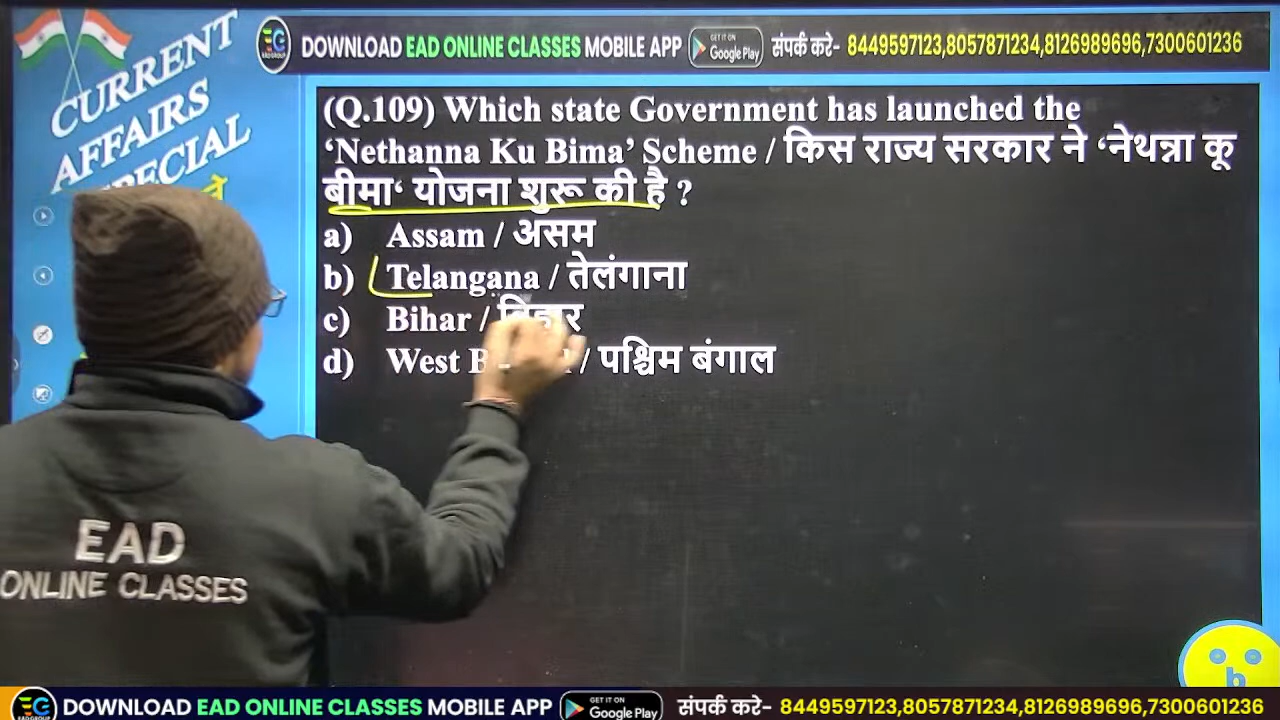 DOWNLOAD EAD ONLINE CLASSES MOBILE APP GET IT ON Google Play संपर्क करे- 8449597123,8057871234,8126989696,7300601236
CURRENT
AFFAIRS
SPECIAL
(Q.109) Which state Government has launched the
‘Nethanna Ku Bima’ Scheme / किस राज्य सरकार ने ‘नेथन्ना कू
बीमा‘ योजना शुरू की है ?
a) Assam / असम
b) Telangana / तेलंगाना
c) Bihar / बिहार
d) West / पश्चिम बंगाल
EAD
ONLINE CLASSES
b
DOWNLOAD EAD ONLINE CLASSES MOBILE APP GET IT ON Google Play संपर्क करे- 8449597123,8057871234,8126989696,7300601236